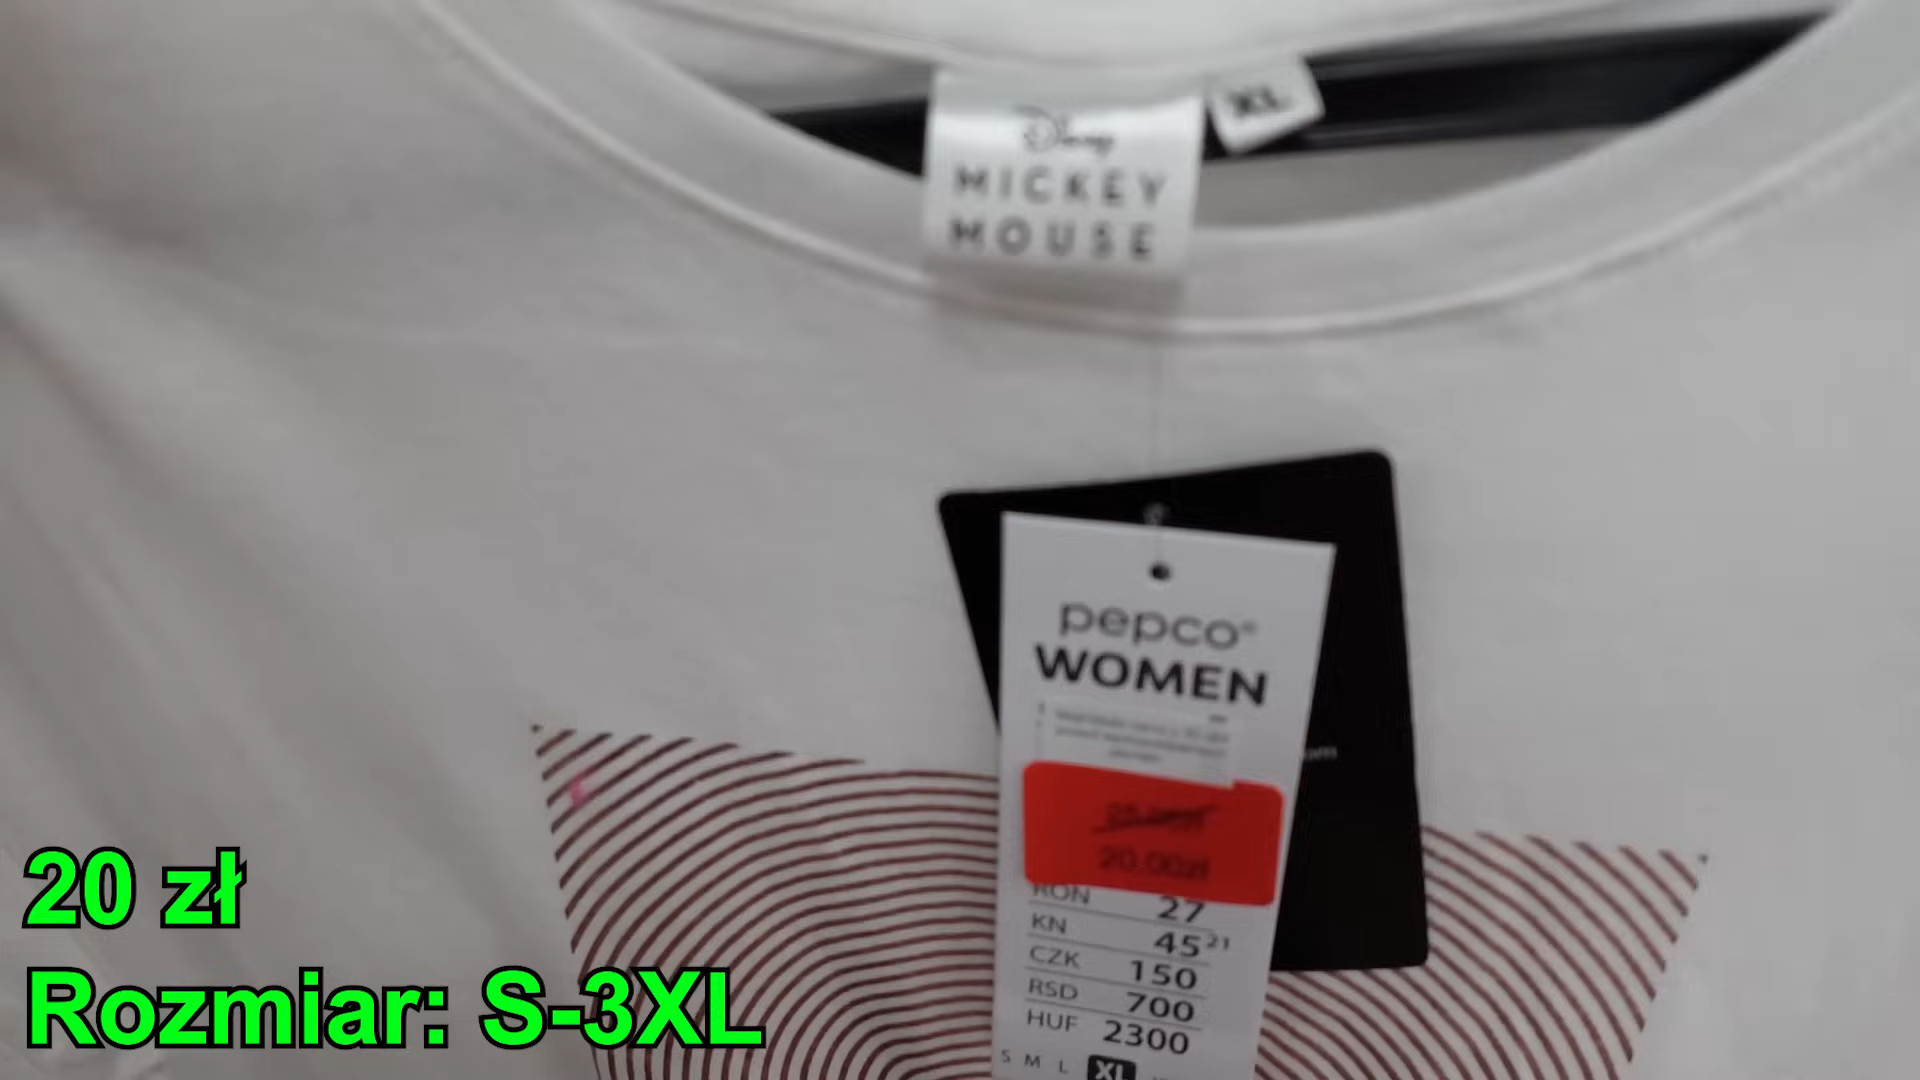 Disney
MICKEY
MOUSE
XL
pepco®
WOMEN
20.00zł
RON 27
KN 45 21
CZK 150
RSD 700
HUF 2300
S M L XL
20 zł
Rozmiar: S-3XL